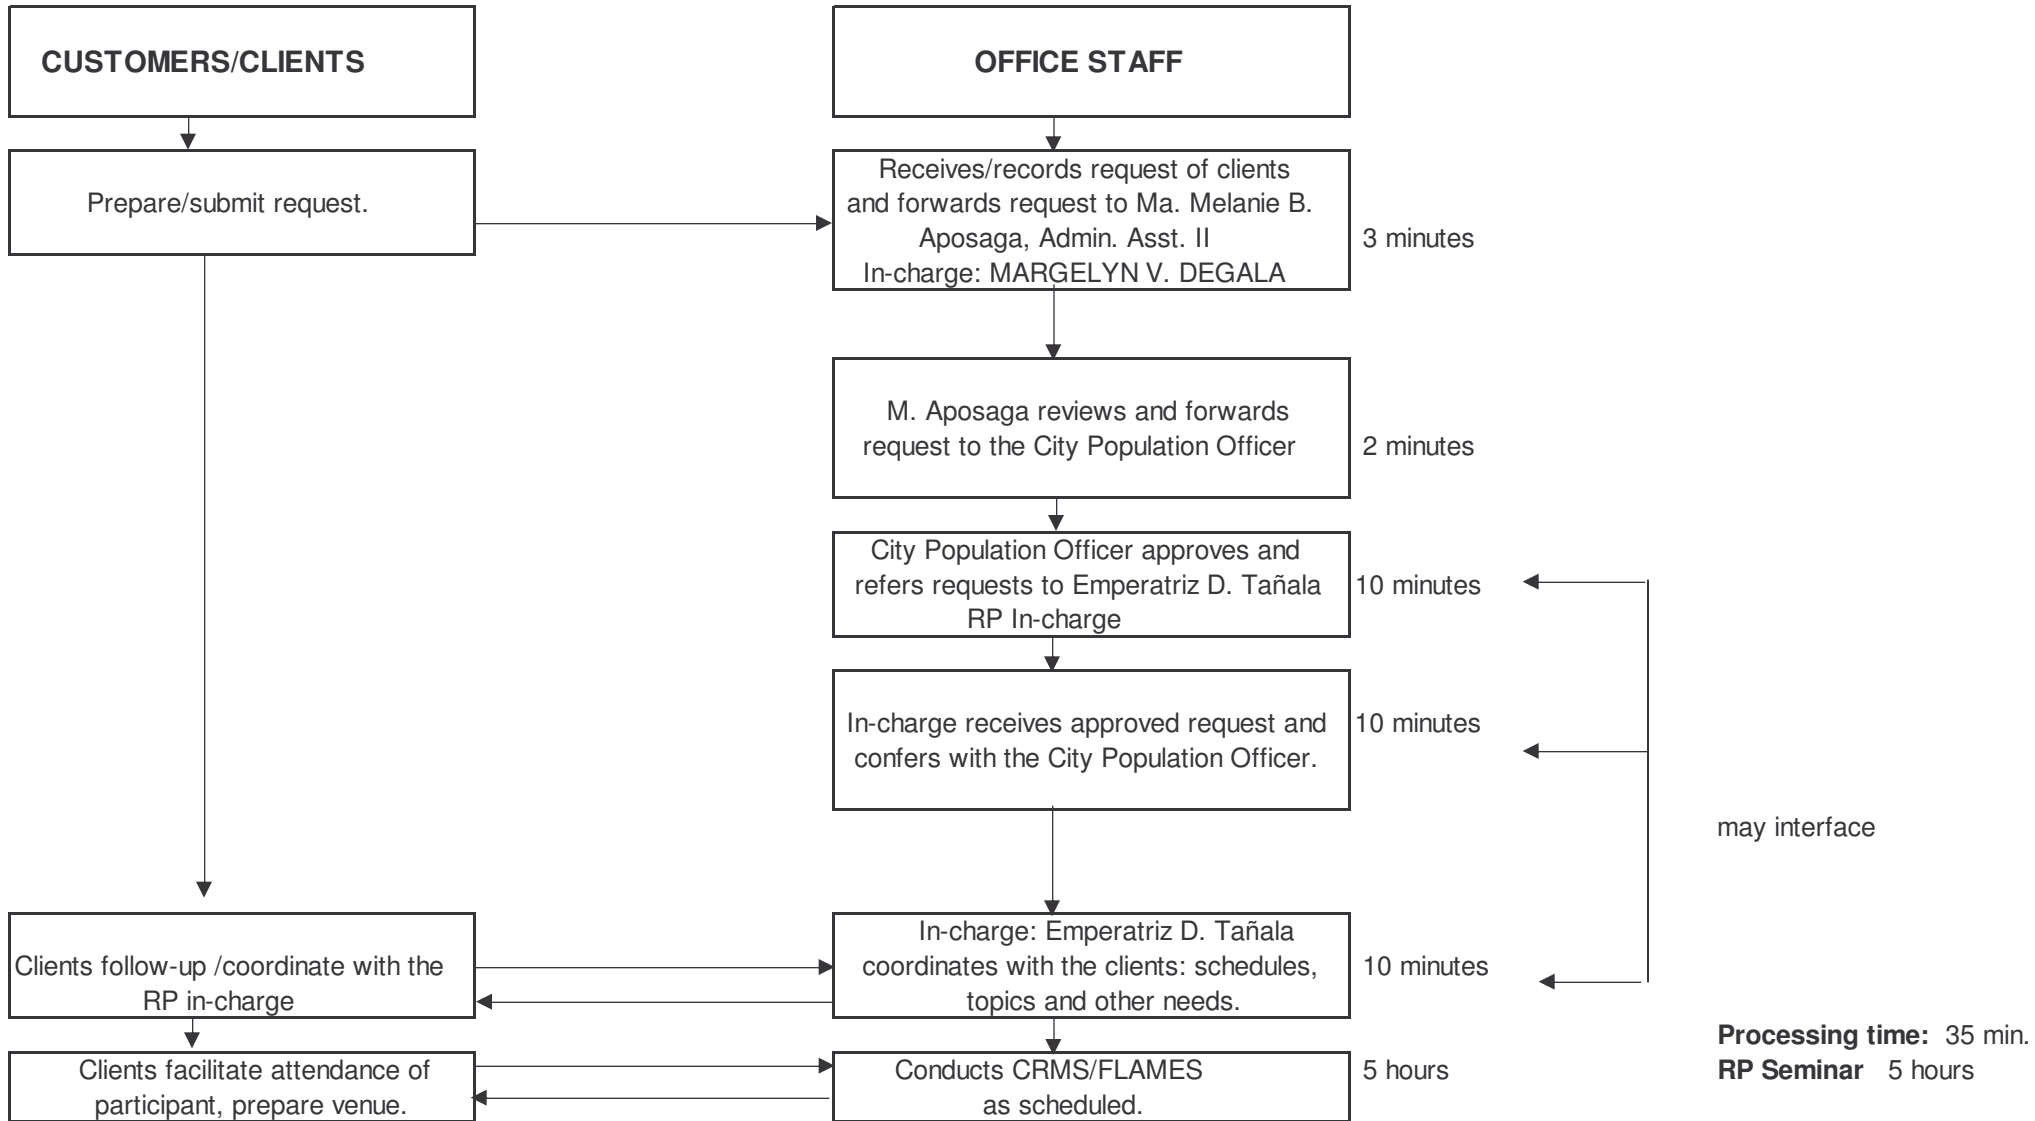 CUSTOMERS/CLIENTS
OFFICE STAFF
Prepare/submit request.
Receives/records request of clients
and forwards request to Ma. Melanie B.
Aposaga, Admin. Asst. II
In-charge: MARGELYN V. DEGALA
3 minutes
M. Aposaga reviews and forwards
request to the City Population Officer
2 minutes
City Population Officer approves and
refers requests to Emperatriz D. Tañala
RP In-charge
10 minutes
In-charge receives approved request and
confers with the City Population Officer.
10 minutes
may interface
Clients follow-up /coordinate with the
RP in-charge
In-charge: Emperatriz D. Tañala
coordinates with the clients: schedules,
topics and other needs.
10 minutes
Clients facilitate attendance of
participant, prepare venue.
Conducts CRMS/FLAMES
as scheduled.
5 hours
Processing time: 35 min.
RP Seminar 5 hours